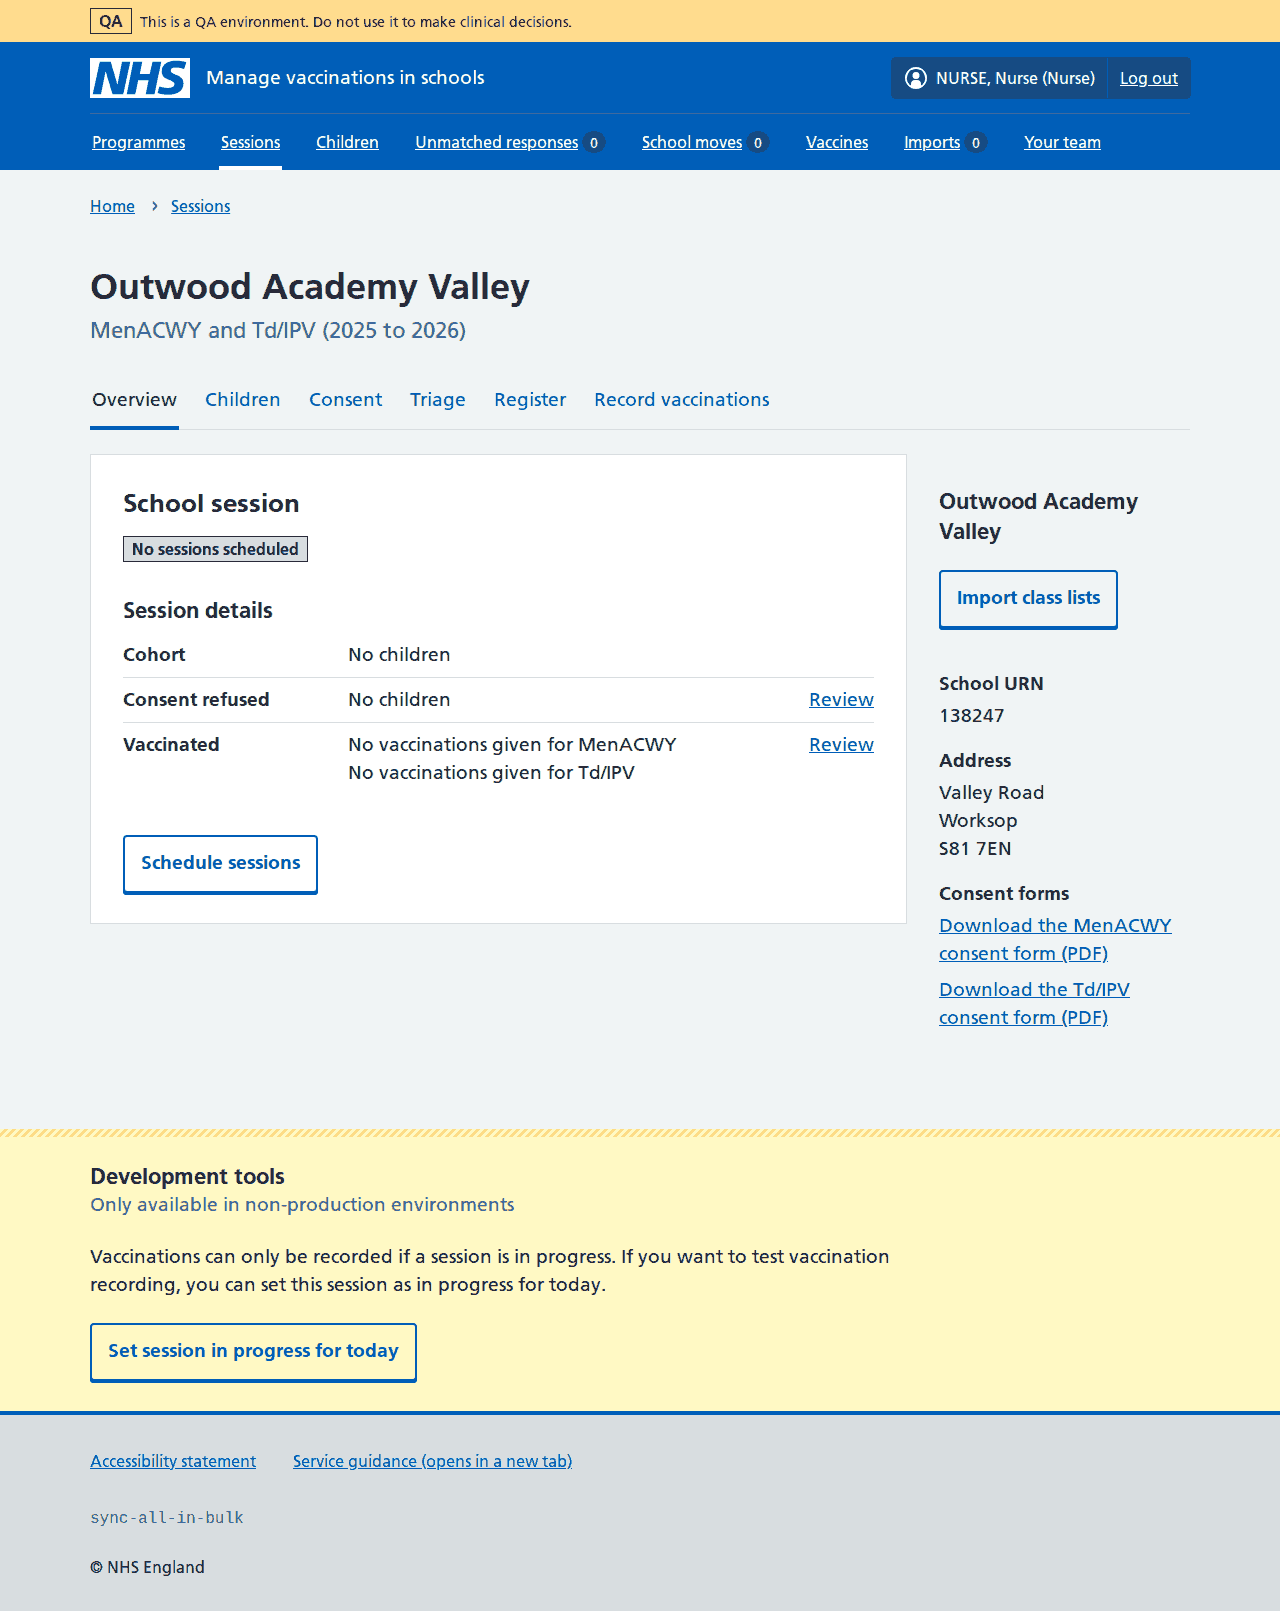 QA This is a QA environment. Do not use it to make clinical decisions.
NHS Manage vaccinations in schools NURSE, Nurse (Nurse) Log out
Programmes Sessions Children Unmatched responses 0 School moves 0 Vaccines Imports 0 Your team
Home › Sessions
Outwood Academy Valley
MenACWY and Td/IPV (2025 to 2026)
Overview Children Consent Triage Register Record vaccinations
School session
No sessions scheduled
Session details
Cohort No children
Consent refused No children Review
Vaccinated No vaccinations given for MenACWY Review
No vaccinations given for Td/IPV
Schedule sessions
Outwood Academy
Valley
Import class lists
School URN
138247
Address
Valley Road
Worksop
S81 7EN
Consent forms
Download the MenACWY
consent form (PDF)
Download the Td/IPV
consent form (PDF)
Development tools
Only available in non-production environments
Vaccinations can only be recorded if a session is in progress. If you want to test vaccination
recording, you can set this session as in progress for today.
Set session in progress for today
Accessibility statement Service guidance (opens in a new tab)
sync-all-in-bulk
© NHS England